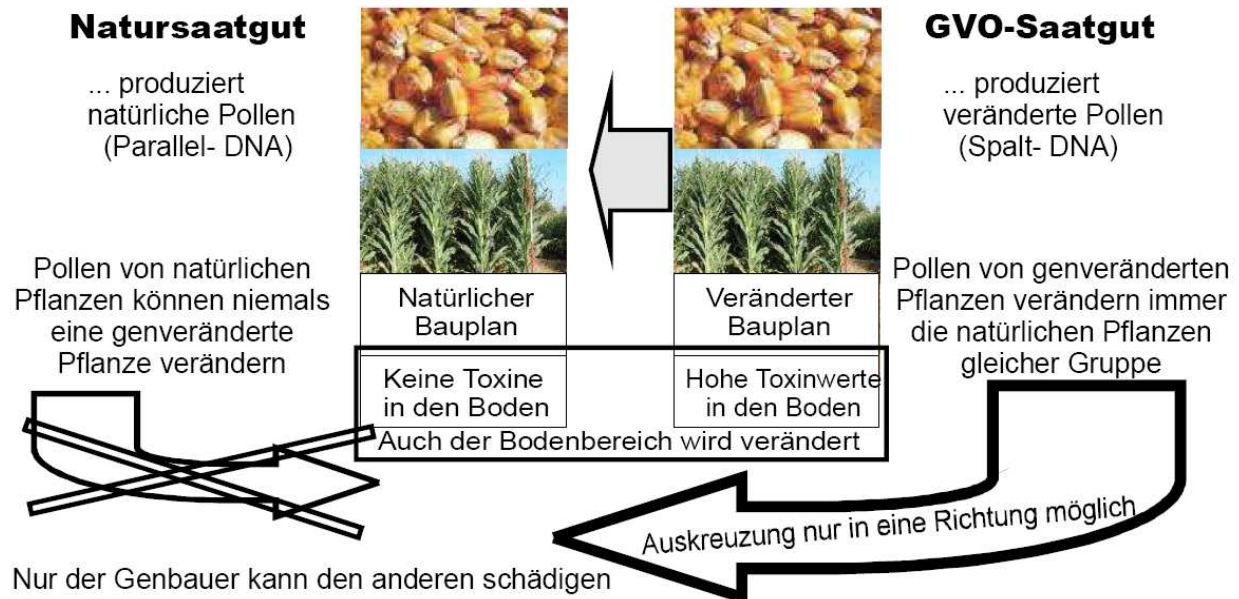 Natursaatgut
... produziert
natürliche Pollen
(Parallel- DNA)
GVO-Saatgut
... produziert
veränderte Pollen
(Spalt- DNA)
Pollen von natürlichen
Pflanzen können niemals
eine genveränderte
Pflanze verändern
Natürlicher
Bauplan
Veränderter
Bauplan
Pollen von genveränderten
Pflanzen verändern immer
die natürlichen Pflanzen
gleicher Gruppe
Keine Toxine
in den Boden
Hohe Toxinwerte
in den Boden
Auch der Bodenbereich wird verändert
Auskreuzung nur in eine Richtung möglich
Nur der Genbauer kann den anderen schädigen